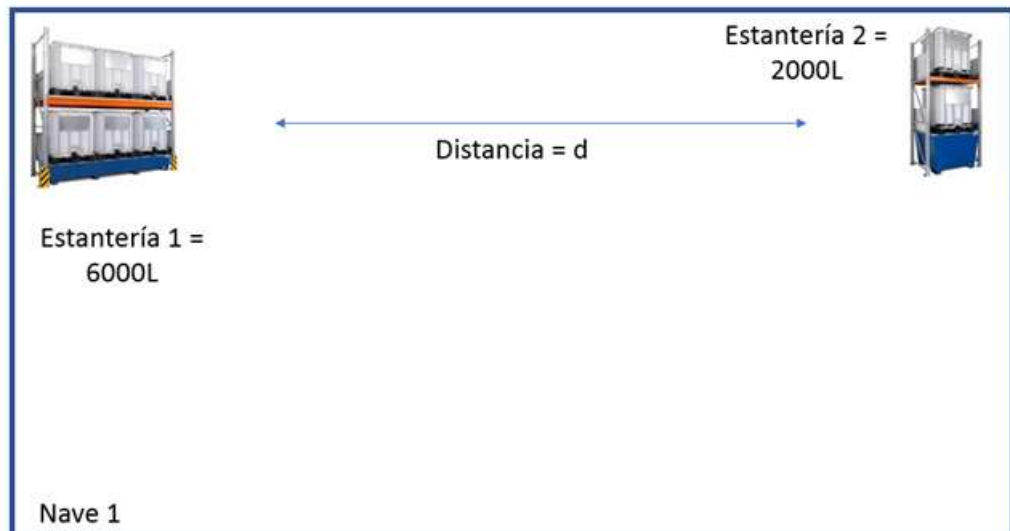 Estantería 2 =
2000L
Distancia = d
Estantería 1 =
6000L
Nave 1